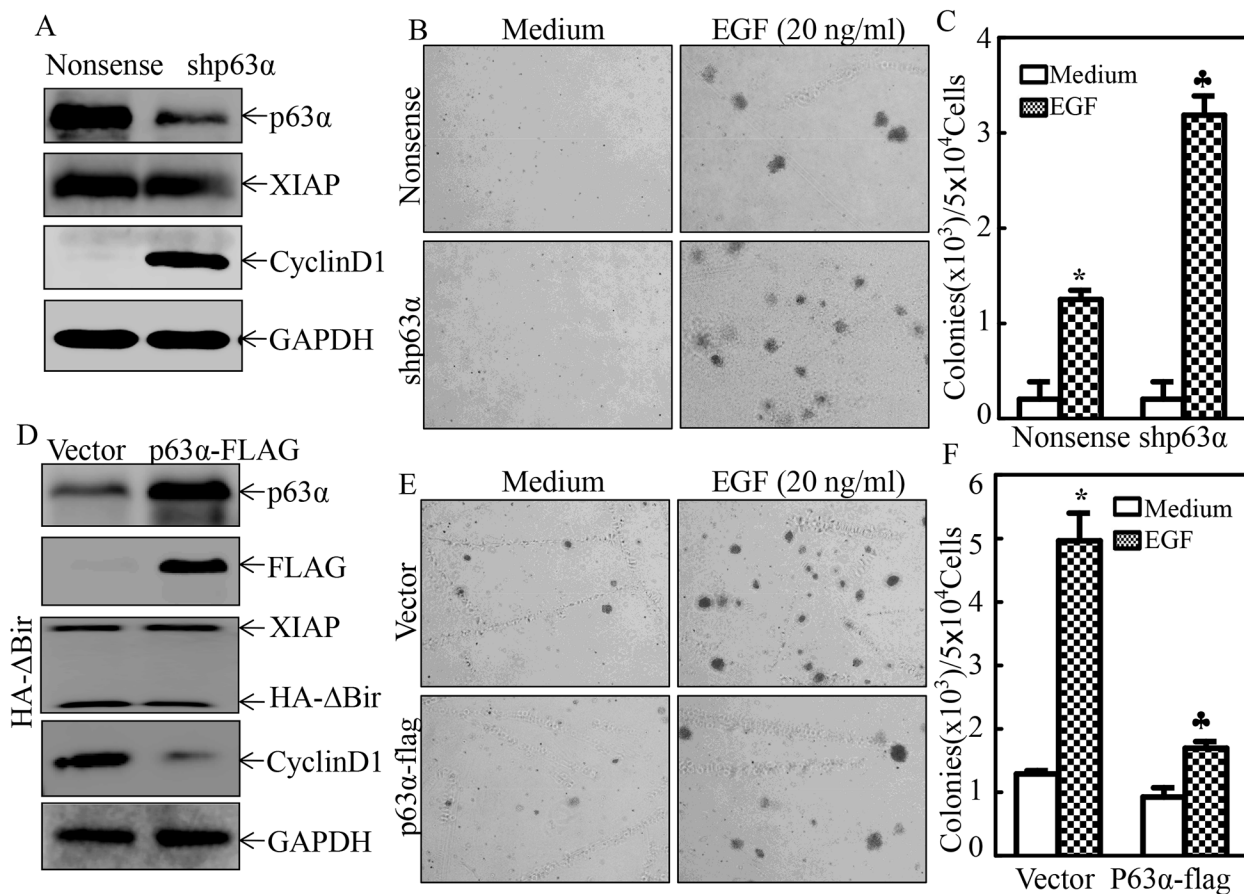 A
Nonsense shp63α
p63α
XIAP
CyclinD1
GAPDH
B
Medium EGF (20 ng/ml)
Nonsense
shp63α
C
Colonies(x10³)/5x10⁴Cells
4
3
2
1
0
Medium
EGF
*
♣
Nonsense shp63α
D
Vector p63α-FLAG
HA-ΔBir
p63α
FLAG
XIAP
HA-ΔBir
CyclinD1
GAPDH
E
Medium EGF (20 ng/ml)
Vector
p63α-flag
F
Colonies(x10³)/5x10⁴Cells
6
5
4
3
2
1
0
Medium
EGF
*
♣
Vector P63α-flag